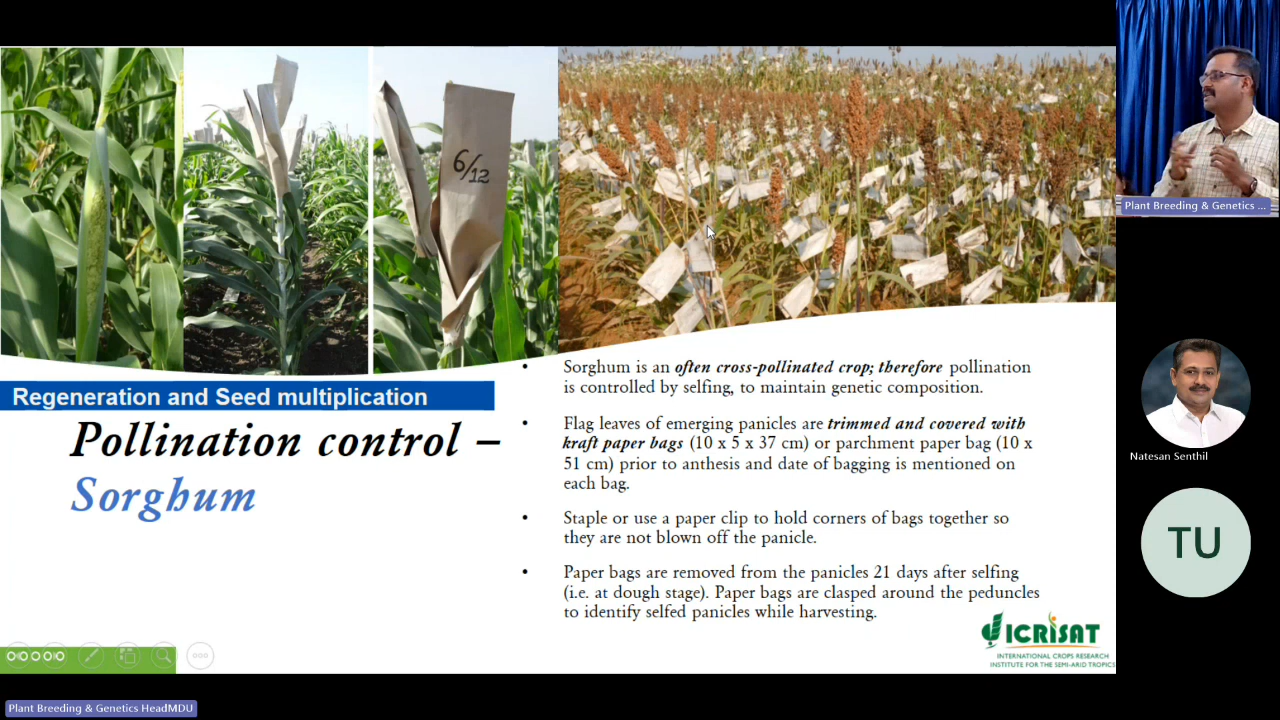 6/12
Plant Breeding & Genetics ...
Regeneration and Seed multiplication
Pollination control –
Sorghum
• Sorghum is an often cross-pollinated crop; therefore pollination
is controlled by selfing, to maintain genetic composition.
• Flag leaves of emerging panicles are trimmed and covered with
kraft paper bags (10 x 5 x 37 cm) or parchment paper bag (10 x
51 cm) prior to anthesis and date of bagging is mentioned on
each bag.
• Staple or use a paper clip to hold corners of bags together so
they are not blown off the panicle.
• Paper bags are removed from the panicles 21 days after selfing
(i.e. at dough stage). Paper bags are clasped around the peduncles
to identify selfed panicles while harvesting.
ICRISAT
INTERNATIONAL CROPS RESEARCH
INSTITUTE FOR THE SEMI-ARID TROPICS
Natesan Senthil
TU
Plant Breeding & Genetics HeadMDU